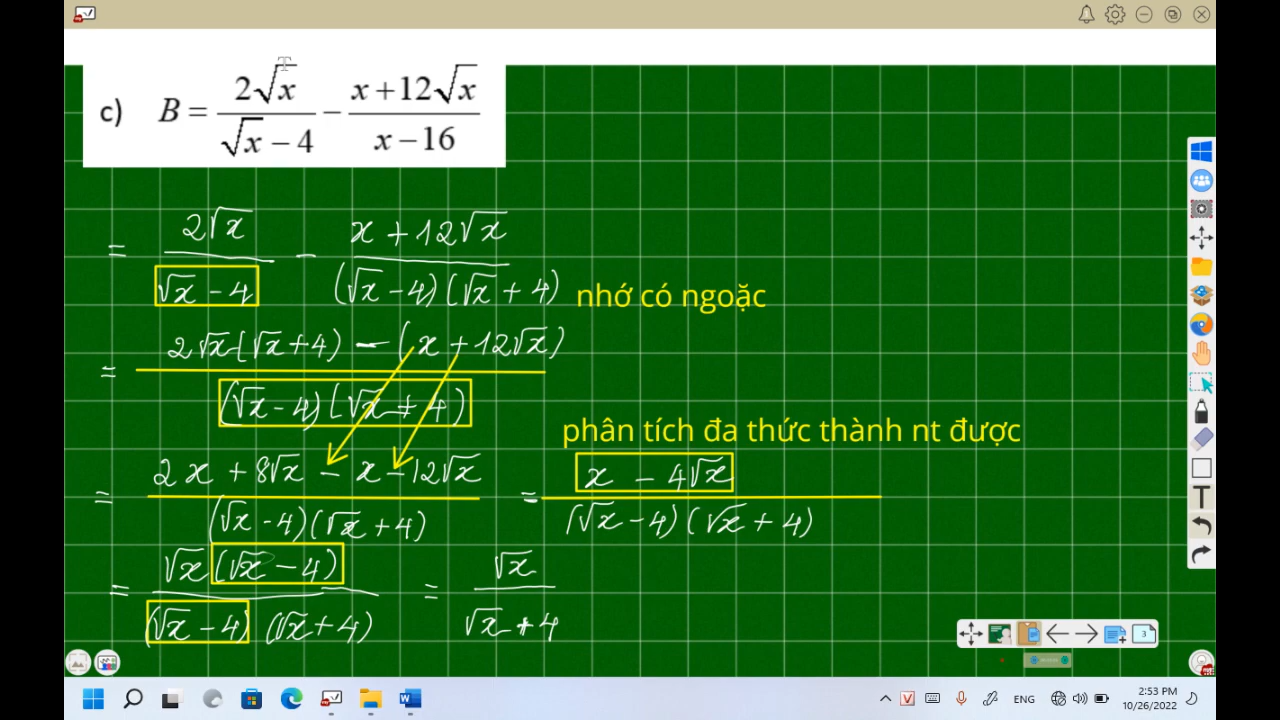 c) B = 2√x / (√x − 4) − (x + 12√x) / (x − 16)
= 2√x / (√x − 4) − (x + 12√x) / ((√x − 4)(√x + 4))
nhớ có ngoặc
= (2√x(√x + 4) − (x + 12√x)) / ((√x − 4)(√x + 4))
phân tích đa thức thành nt được
= (2x + 8√x − x − 12√x) / ((√x − 4)(√x + 4)) = (x − 4√x) / ((√x − 4)(√x + 4))
= √x(√x − 4) / ((√x − 4)(√x + 4)) = √x / (√x + 4)
3
ENG
2:53 PM
10/26/2022